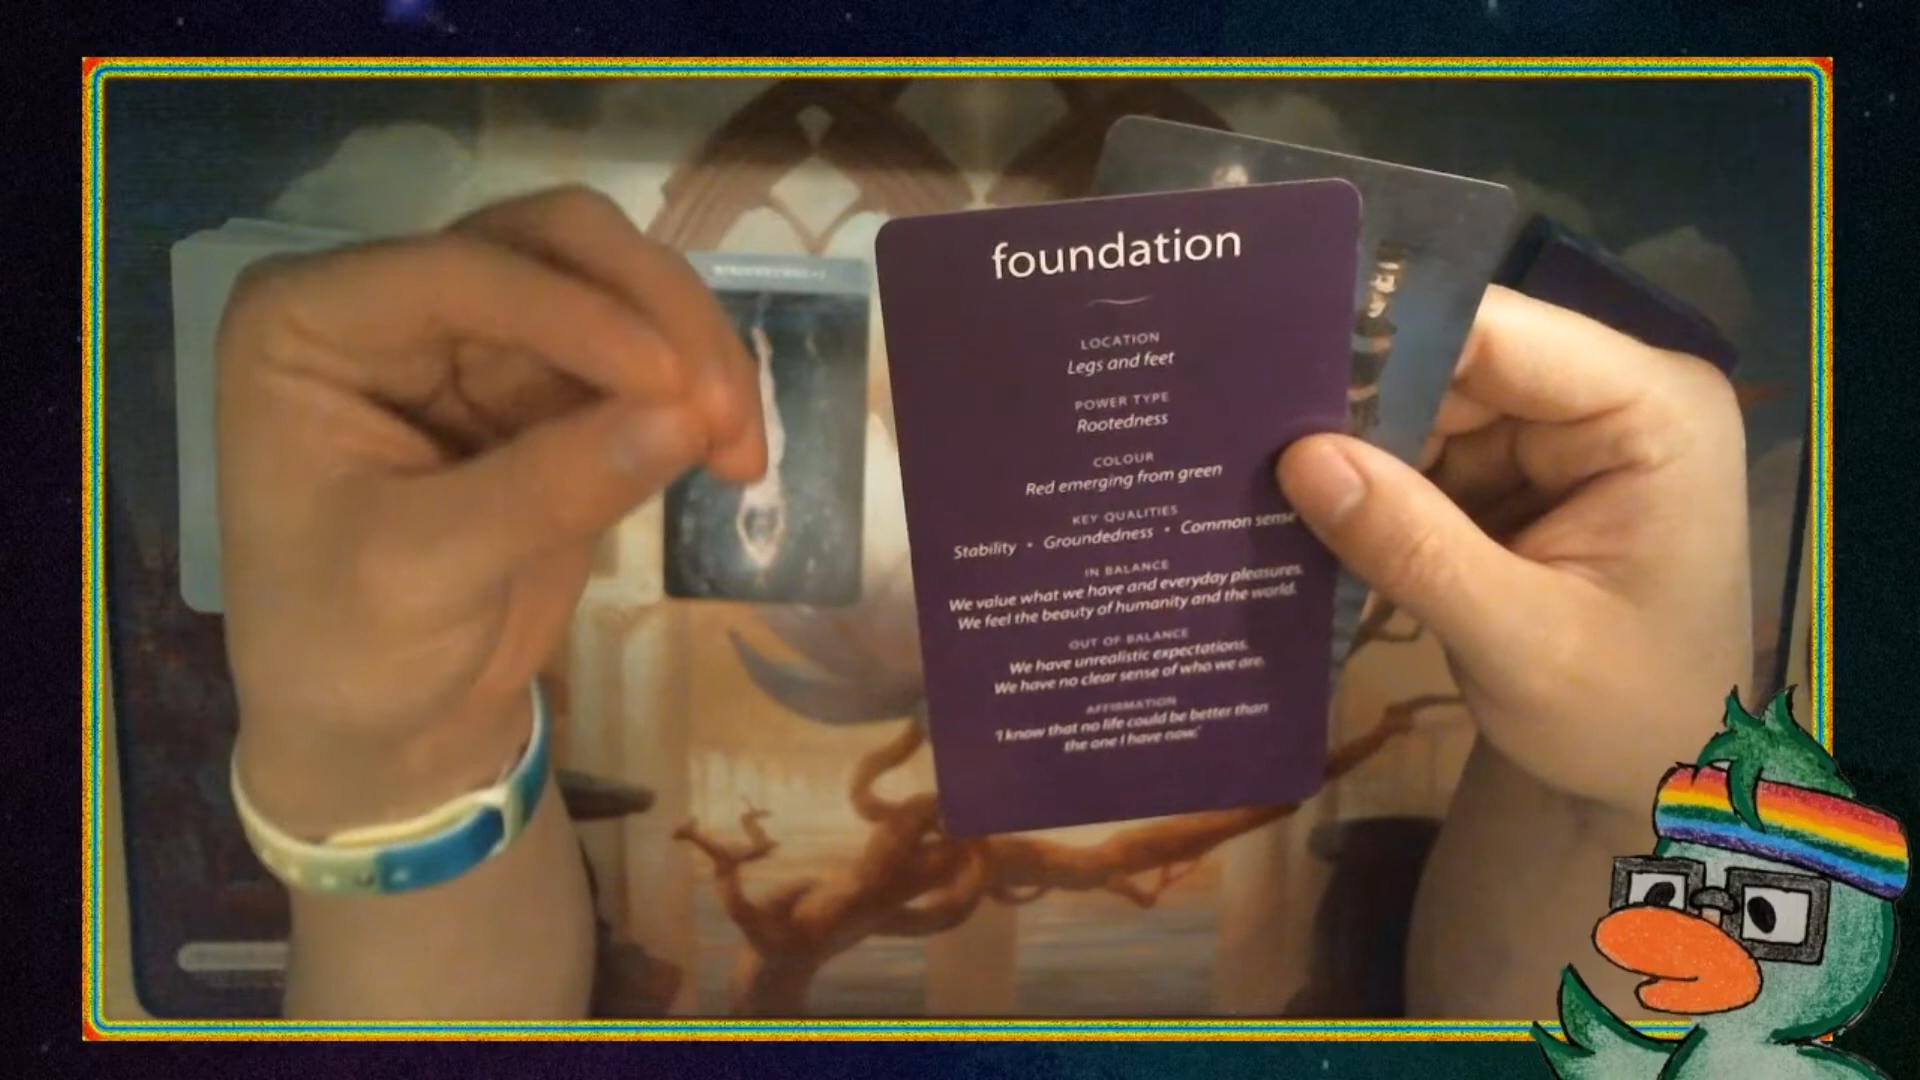 foundation
LOCATION
Legs and feet
POWER TYPE
Rootedness
COLOUR
Red emerging from green
KEY QUALITIES
Stability • Groundedness • Common sense
IN BALANCE
We value what we have and everyday pleasures.
We feel the beauty of humanity and the world.
OUT OF BALANCE
We have unrealistic expectations.
We have no clear sense of who we are.
AFFIRMATION
'I know that no life could be better than
the one I have now.'